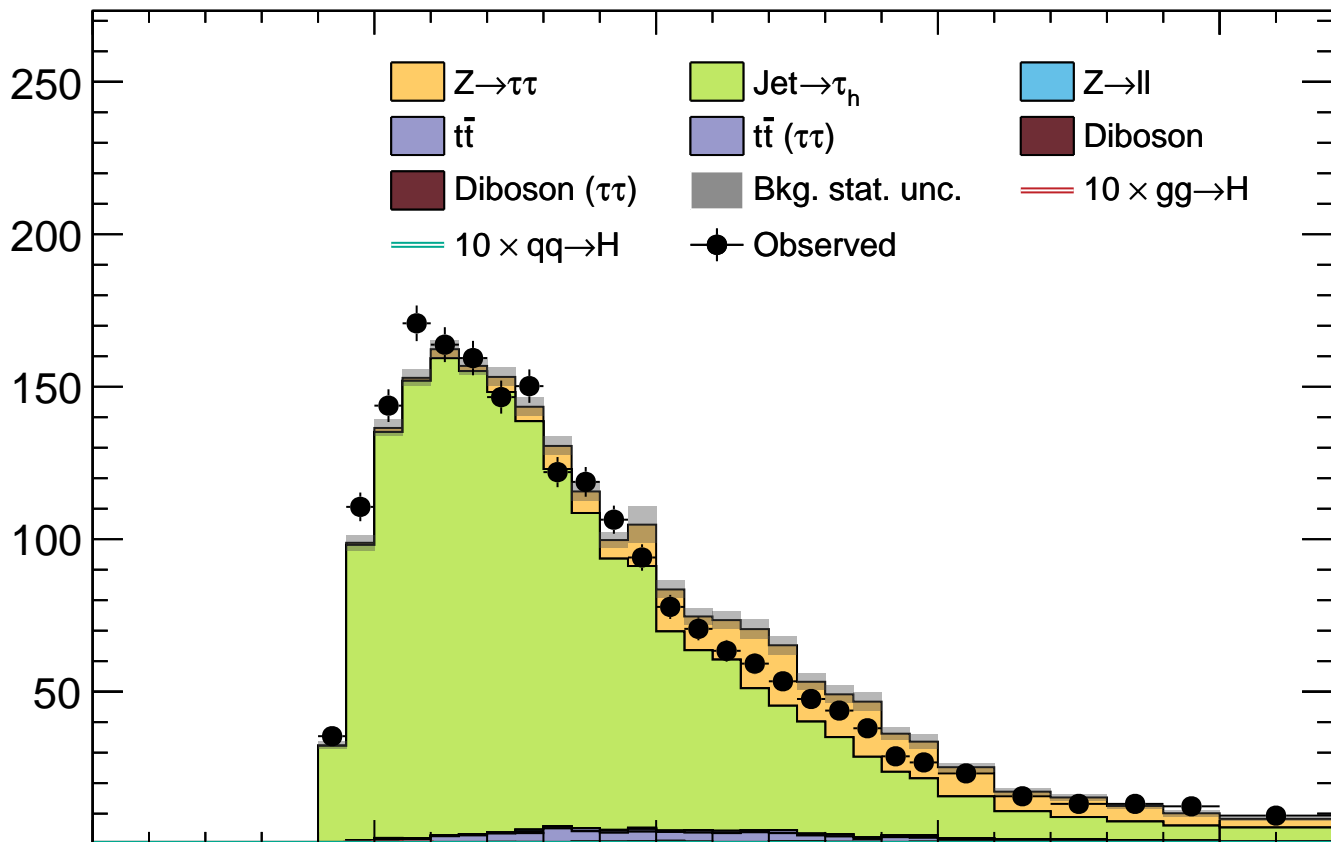 250
Z→ττ Jet→τh Z→ll
tt̄ tt̄ (ττ) Diboson
Diboson (ττ) Bkg. stat. unc. 10 × gg→H
200
10 × qq→H Observed
150
100
50